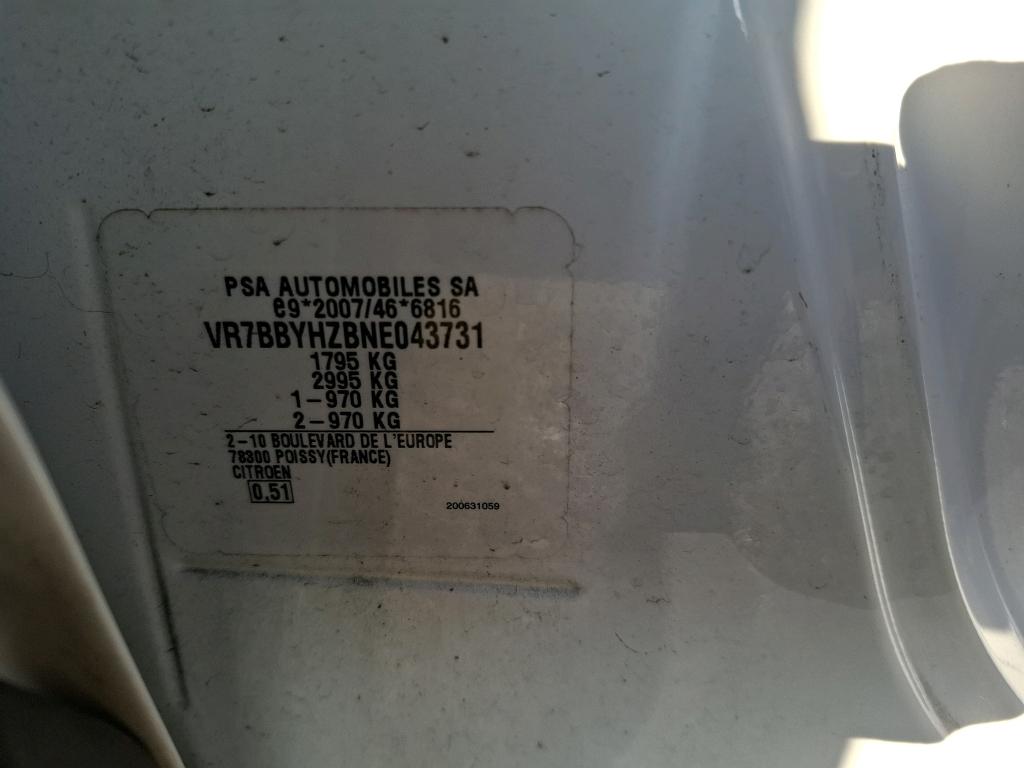 PSA AUTOMOBILES SA
e9*2007/46*6816
VR7BBYHZBNE043731
1795 KG
2995 KG
1-970 KG
2-970 KG
2-10 BOULEVARD DE L'EUROPE
78300 POISSY(FRANCE)
CITROEN
0.51
200631059